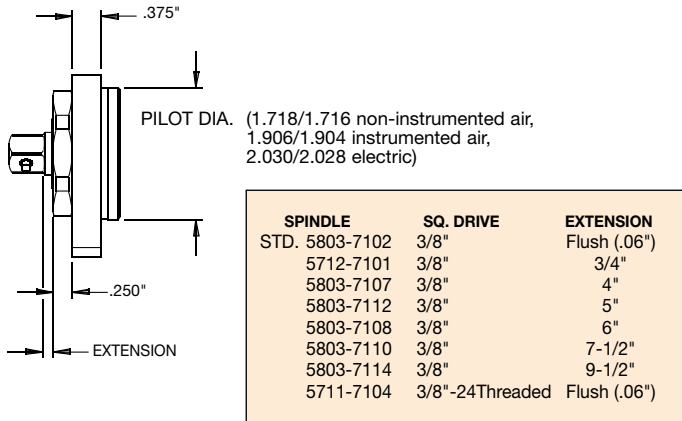 .375"
PILOT DIA. (1.718/1.716 non-instrumented air,
1.906/1.904 instrumented air,
2.030/2.028 electric)
SPINDLE SQ. DRIVE EXTENSION
STD. 5803-7102 3/8" Flush (.06")
5712-7101 3/8" 3/4"
5803-7107 3/8" 4"
5803-7112 3/8" 5"
5803-7108 3/8" 6"
5803-7110 3/8" 7-1/2"
5803-7114 3/8" 9-1/2"
5711-7104 3/8"-24Threaded Flush (.06")
.250"
EXTENSION